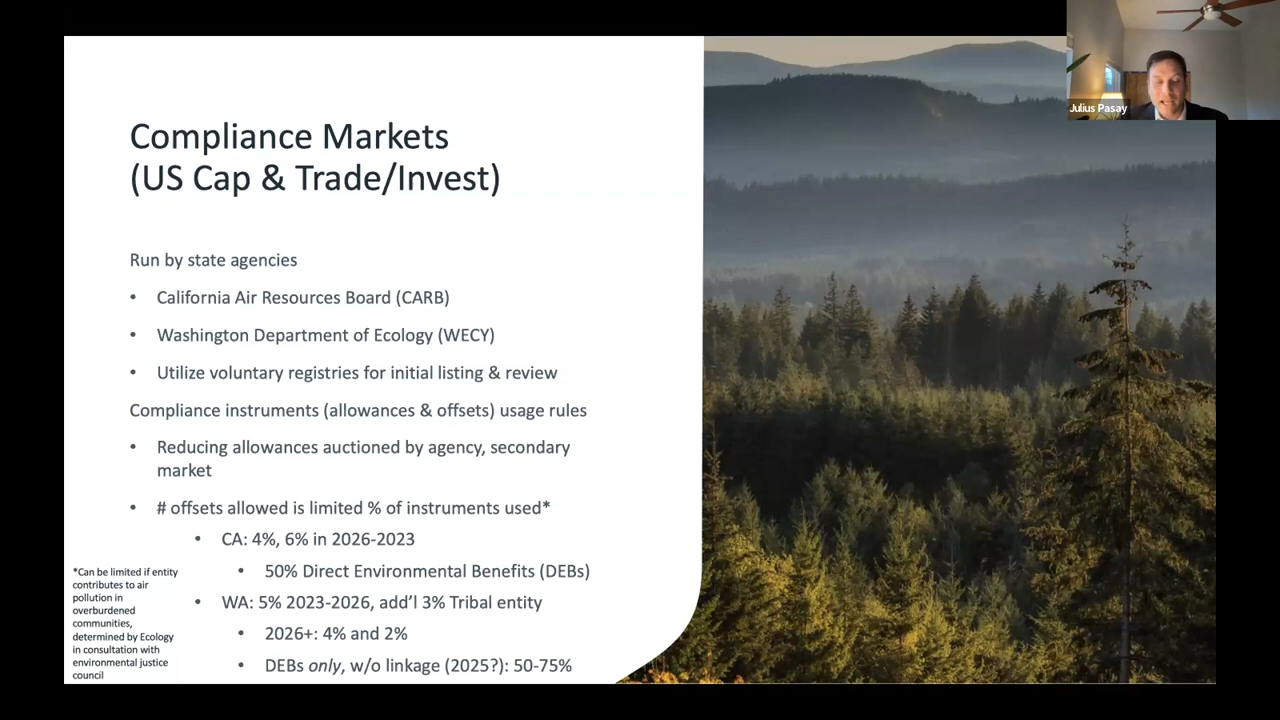 Compliance Markets
(US Cap & Trade/Invest)
Run by state agencies
• California Air Resources Board (CARB)
• Washington Department of Ecology (WECY)
• Utilize voluntary registries for initial listing & review
Compliance instruments (allowances & offsets) usage rules
• Reducing allowances auctioned by agency, secondary
market
• # offsets allowed is limited % of instruments used*
• CA: 4%, 6% in 2026-2023
• 50% Direct Environmental Benefits (DEBs)
• WA: 5% 2023-2026, add’l 3% Tribal entity
• 2026+: 4% and 2%
• DEBs only, w/o linkage (2025?): 50-75%
*Can be limited if entity
contributes to air
pollution in
overburdened
communities,
determined by Ecology
in consultation with
environmental justice
council
Julius Pasay